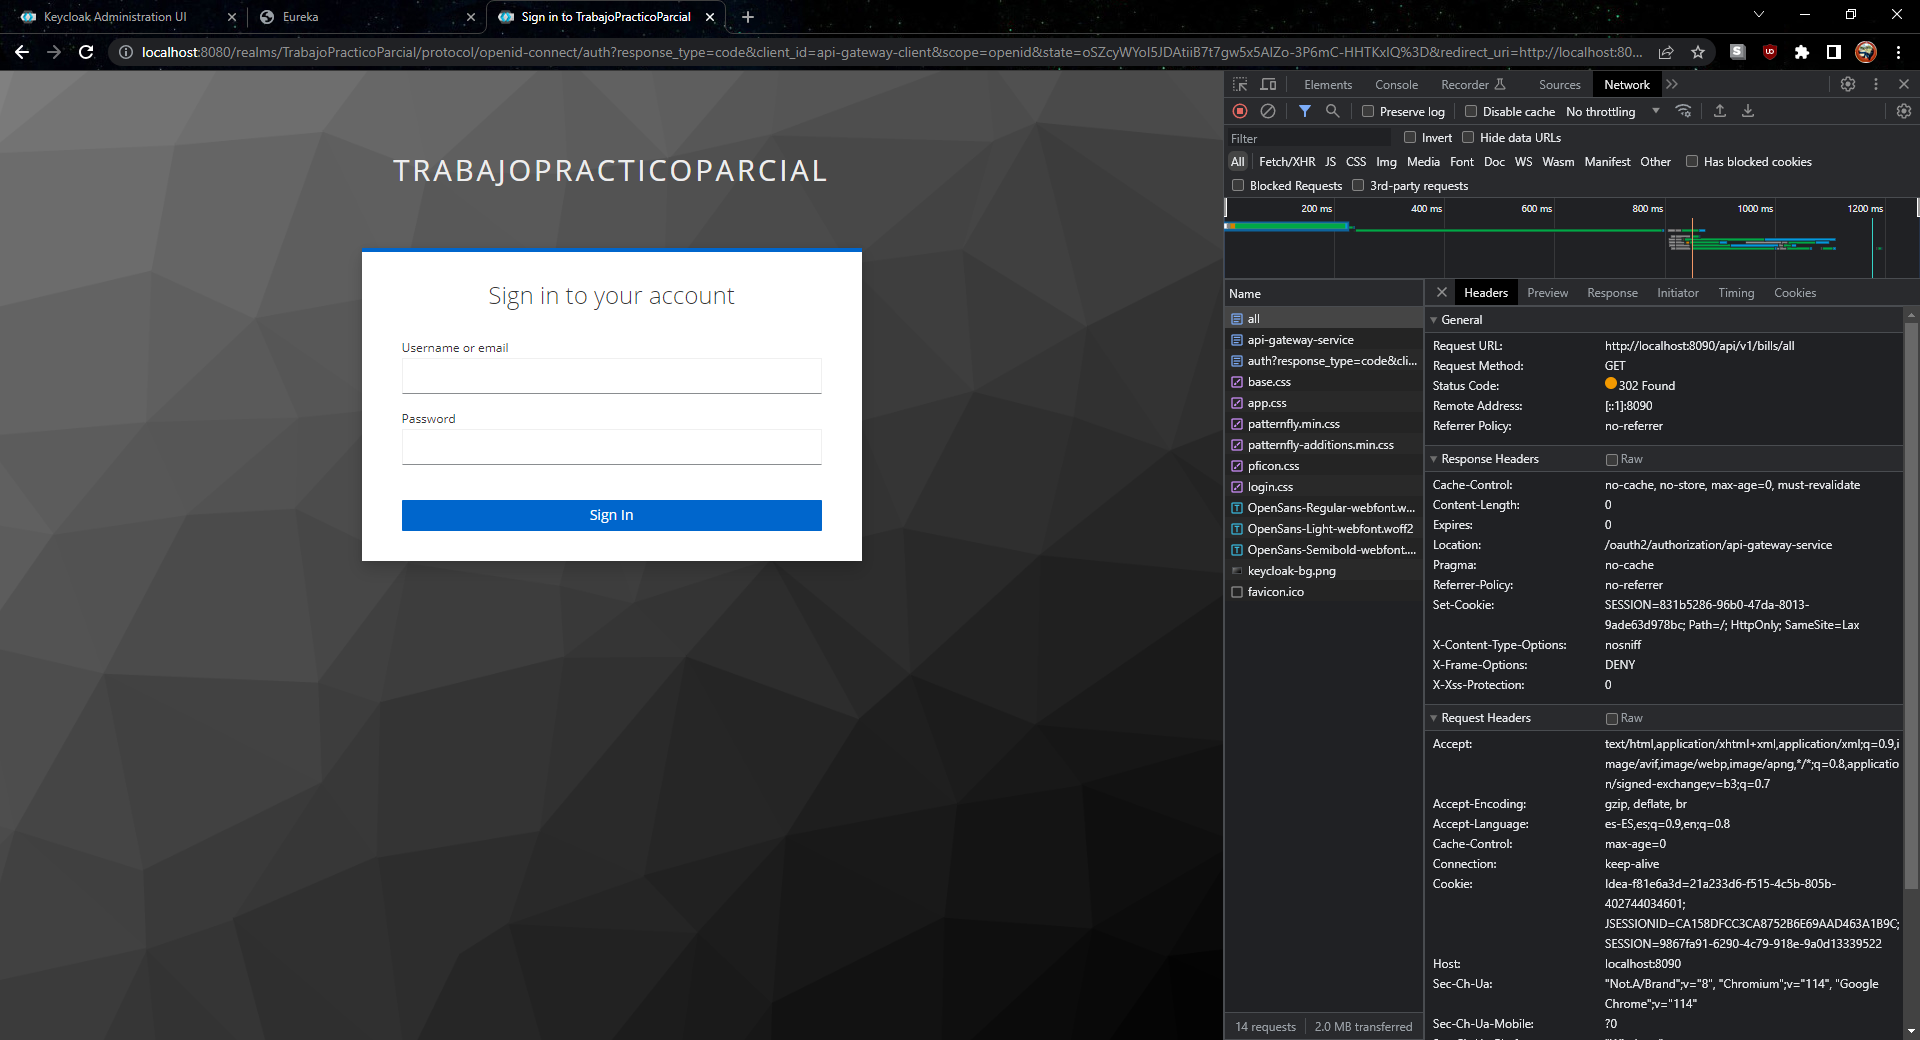 Keycloak Administration UI
Eureka
Sign in to TrabajoPracticoParcial
localhost:8080/realms/TrabajoPracticoParcial/protocol/openid-connect/auth?response_type=code&client_id=api-gateway-client&scope=openid&state=oSZcyWYoI5JDAtiiB7t7gw5x5AlZo-3P6mC-HHTKxlQ%3D&redirect_uri=http://localhost:80...
TRABAJOPRACTICOPARCIAL
Sign in to your account
Username or email
Password
Sign In
Elements Console Recorder Sources Network
Preserve log Disable cache No throttling
Filter Invert Hide data URLs
All Fetch/XHR JS CSS Img Media Font Doc WS Wasm Manifest Other Has blocked cookies
Blocked Requests 3rd-party requests
200 ms 400 ms 600 ms 800 ms 1000 ms 1200 ms
Name
all
api-gateway-service
auth?response_type=code&cli...
base.css
app.css
patternfly.min.css
patternfly-additions.min.css
pficon.css
login.css
OpenSans-Regular-webfont.w...
OpenSans-Light-webfont.woff2
OpenSans-Semibold-webfont....
keycloak-bg.png
favicon.ico
14 requests 2.0 MB transferred
Headers Preview Response Initiator Timing Cookies
General
Request URL: http://localhost:8090/api/v1/bills/all
Request Method: GET
Status Code: 302 Found
Remote Address: [::1]:8090
Referrer Policy: no-referrer
Response Headers Raw
Cache-Control: no-cache, no-store, max-age=0, must-revalidate
Content-Length: 0
Expires: 0
Location: /oauth2/authorization/api-gateway-service
Pragma: no-cache
Referrer-Policy: no-referrer
Set-Cookie: SESSION=831b5286-96b0-47da-8013-
9ade63d978bc; Path=/; HttpOnly; SameSite=Lax
X-Content-Type-Options: nosniff
X-Frame-Options: DENY
X-Xss-Protection: 0
Request Headers Raw
Accept: text/html,application/xhtml+xml,application/xml;q=0.9,i
mage/avif,image/webp,image/apng,*/*;q=0.8,applicatio
n/signed-exchange;v=b3;q=0.7
Accept-Encoding: gzip, deflate, br
Accept-Language: es-ES,es;q=0.9,en;q=0.8
Cache-Control: max-age=0
Connection: keep-alive
Cookie: Idea-f81e6a3d=21a233d6-f515-4c5b-805b-
402744034601;
JSESSIONID=CA158DFCC3CA8752B6E69AAD463A1B9C;
SESSION=9867fa91-6290-4c79-918e-9a0d13339522
Host: localhost:8090
Sec-Ch-Ua: "Not.A/Brand";v="8", "Chromium";v="114", "Google
Chrome";v="114"
Sec-Ch-Ua-Mobile: ?0